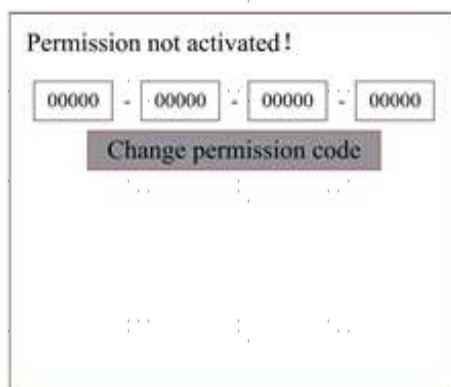 Permission not activated!
00000 - 00000 - 00000 - 00000
Change permission code